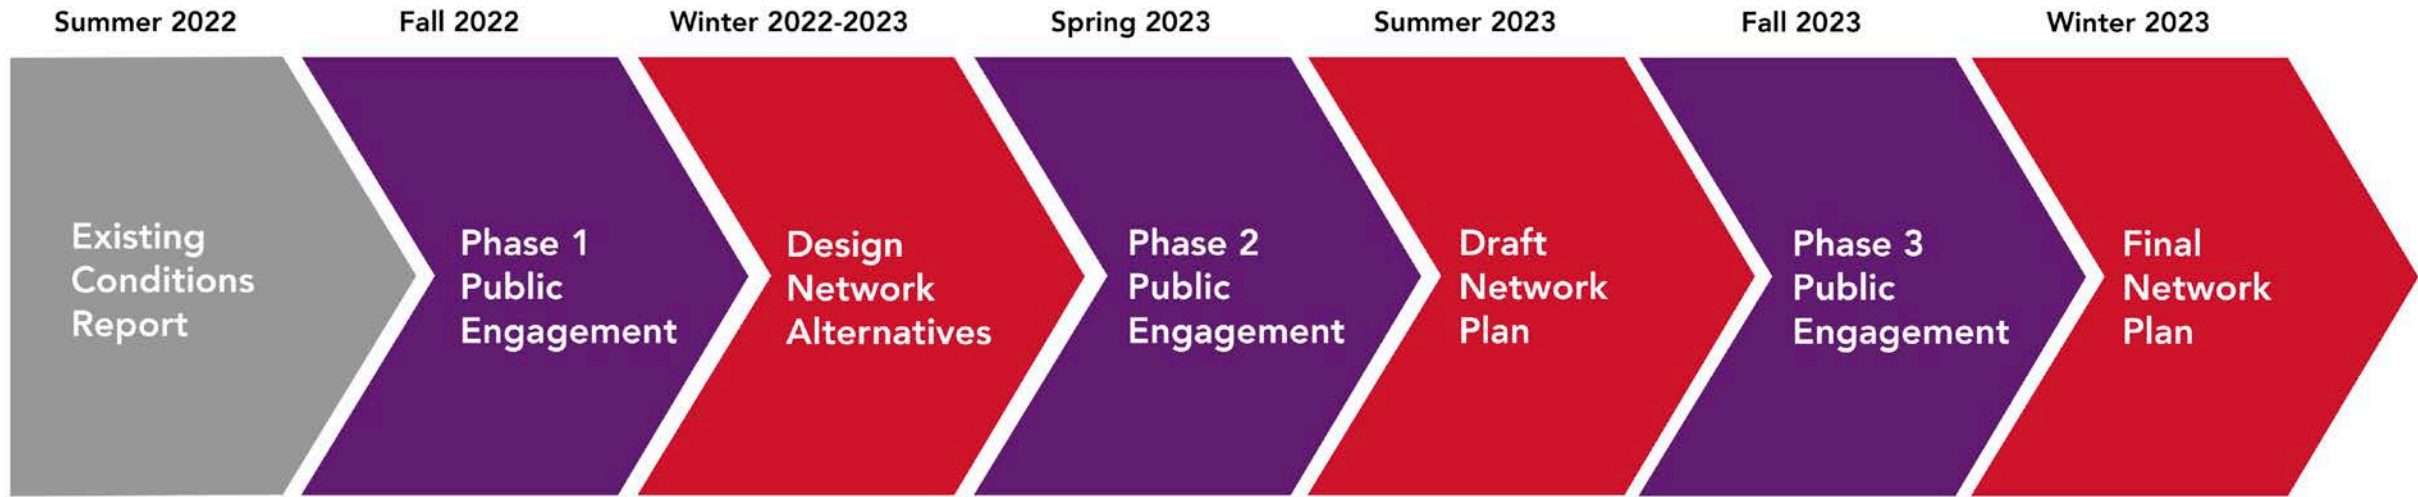 Summer 2022
Fall 2022
Winter 2022-2023
Spring 2023
Summer 2023
Fall 2023
Winter 2023
Existing
Conditions
Report
Phase 1
Public
Engagement
Design
Network
Alternatives
Phase 2
Public
Engagement
Draft
Network
Plan
Phase 3
Public
Engagement
Final
Network
Plan